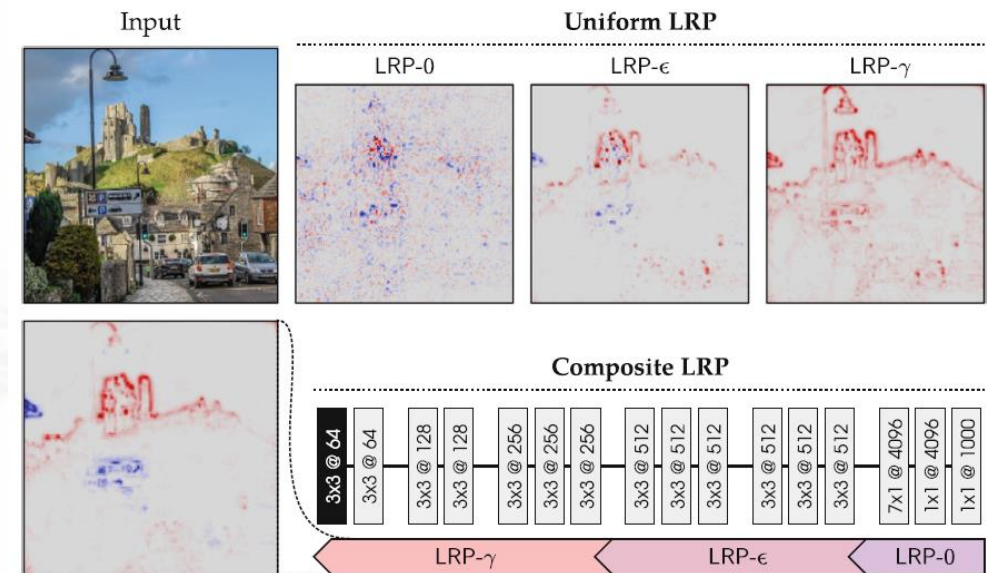 Input
Uniform LRP
LRP-0
LRP-ϵ
LRP-γ
Composite LRP
3x3 @ 64
3x3 @ 64
3x3 @ 128
3x3 @ 128
3x3 @ 256
3x3 @ 256
3x3 @ 256
3x3 @ 512
3x3 @ 512
3x3 @ 512
3x3 @ 512
3x3 @ 512
3x3 @ 512
7x1 @ 4096
1x1 @ 4096
1x1 @ 1000
LRP-γ
LRP-ϵ
LRP-0